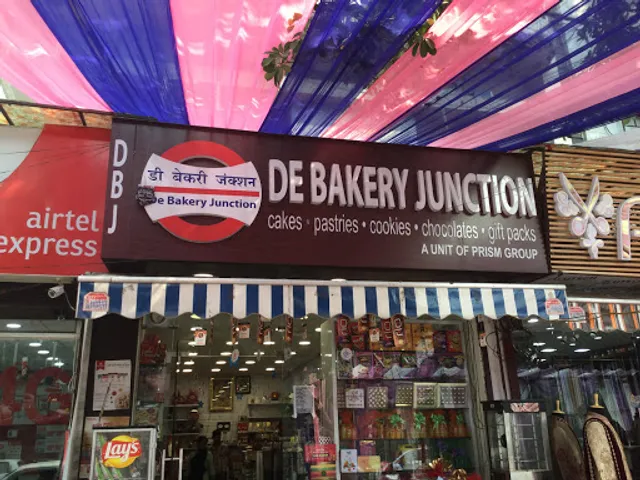 airtel
express
D
B
J
डी बेकरी जंक्शन
De Bakery Junction
DE BAKERY JUNCTION
cakes • pastries • cookies • chocolates • gift packs
A UNIT OF PRISM GROUP
Lay's